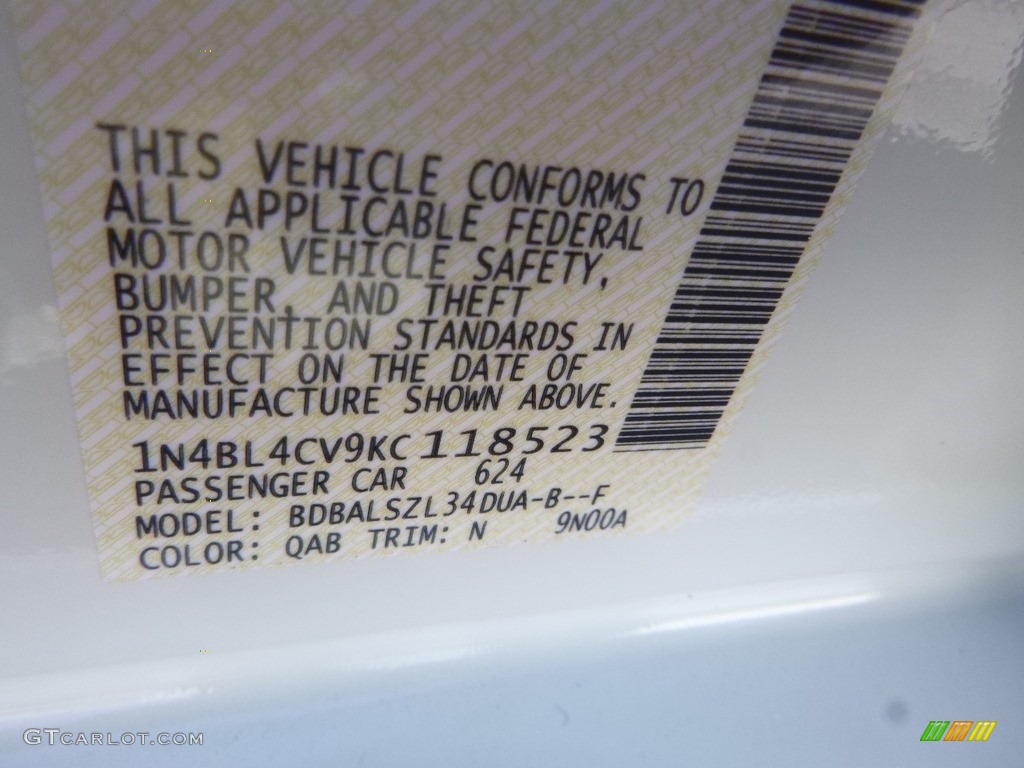 THIS VEHICLE CONFORMS TO
ALL APPLICABLE FEDERAL
MOTOR VEHICLE SAFETY,
BUMPER, AND THEFT
PREVENTION STANDARDS IN
EFFECT ON THE DATE OF
MANUFACTURE SHOWN ABOVE.
1N4BL4CV9KC118523
PASSENGER CAR 624
MODEL: BDBALSZL34DUA-B--F
COLOR: QAB TRIM: N 9N00A
GTCARLOT.COM